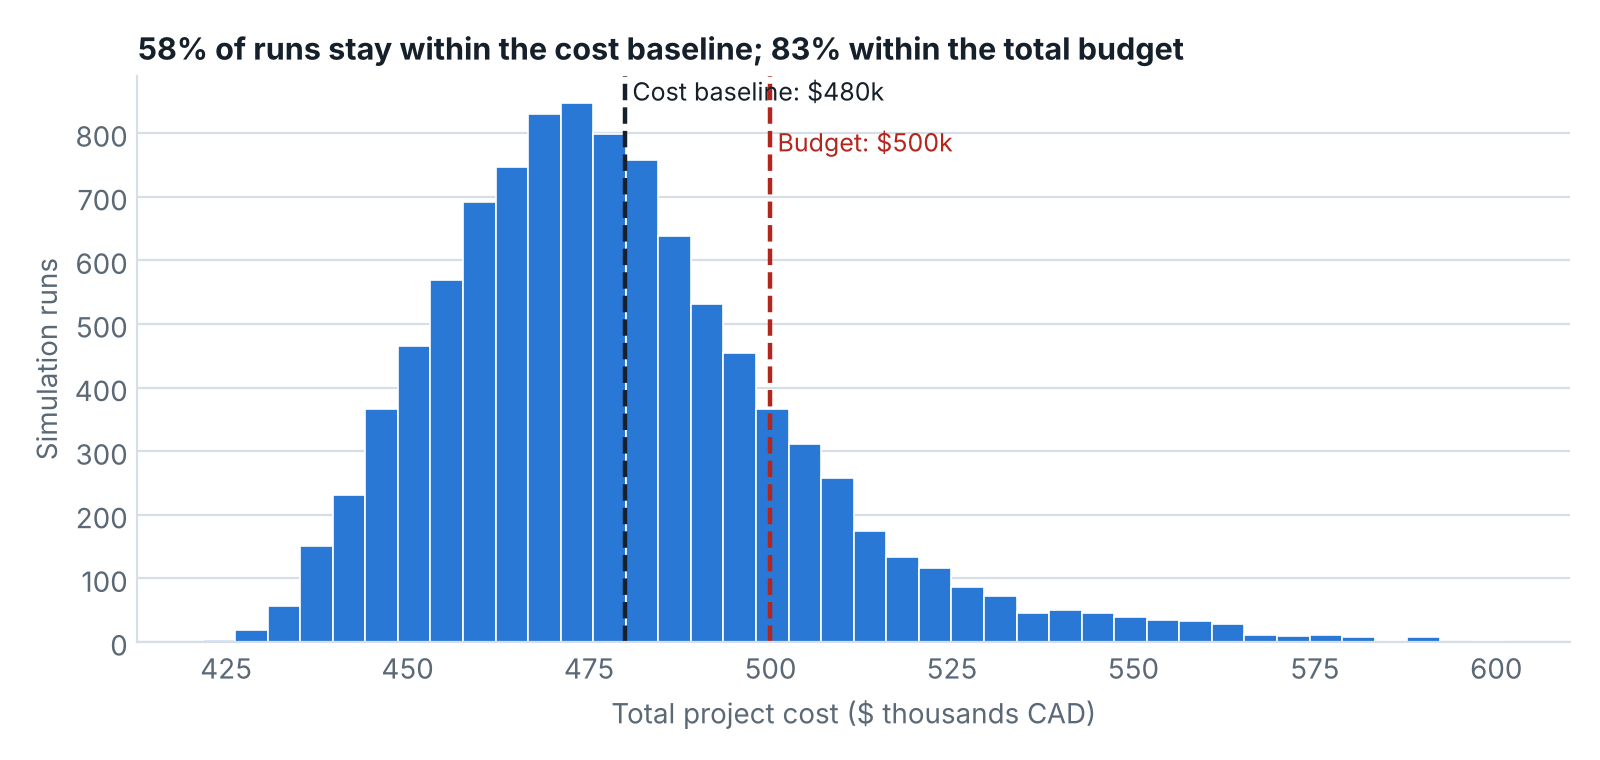 58% of runs stay within the cost baseline; 83% within the total budget
Cost baseline: $480k
Budget: $500k
800
700
600
500
400
300
200
100
0
Simulation runs
425 450 475 500 525 550 575 600
Total project cost ($ thousands CAD)